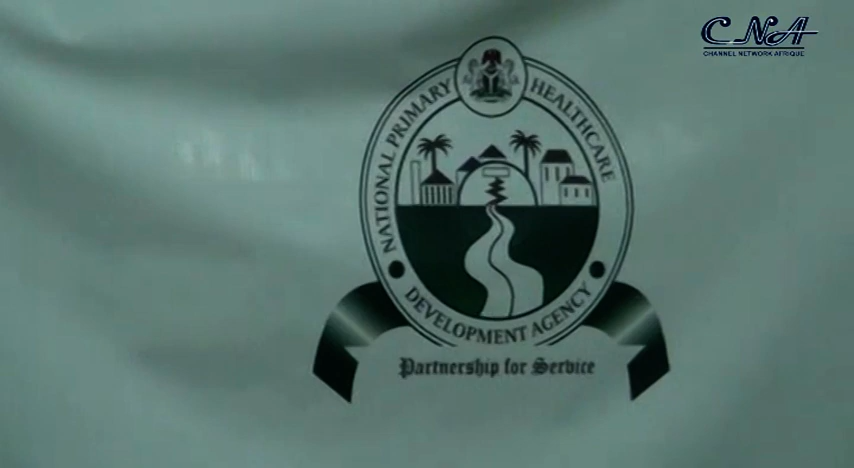 CNA
CHANNEL NETWORK AFRIQUE
NATIONAL PRIMARY HEALTHCARE
DEVELOPMENT AGENCY
Partnership for Service